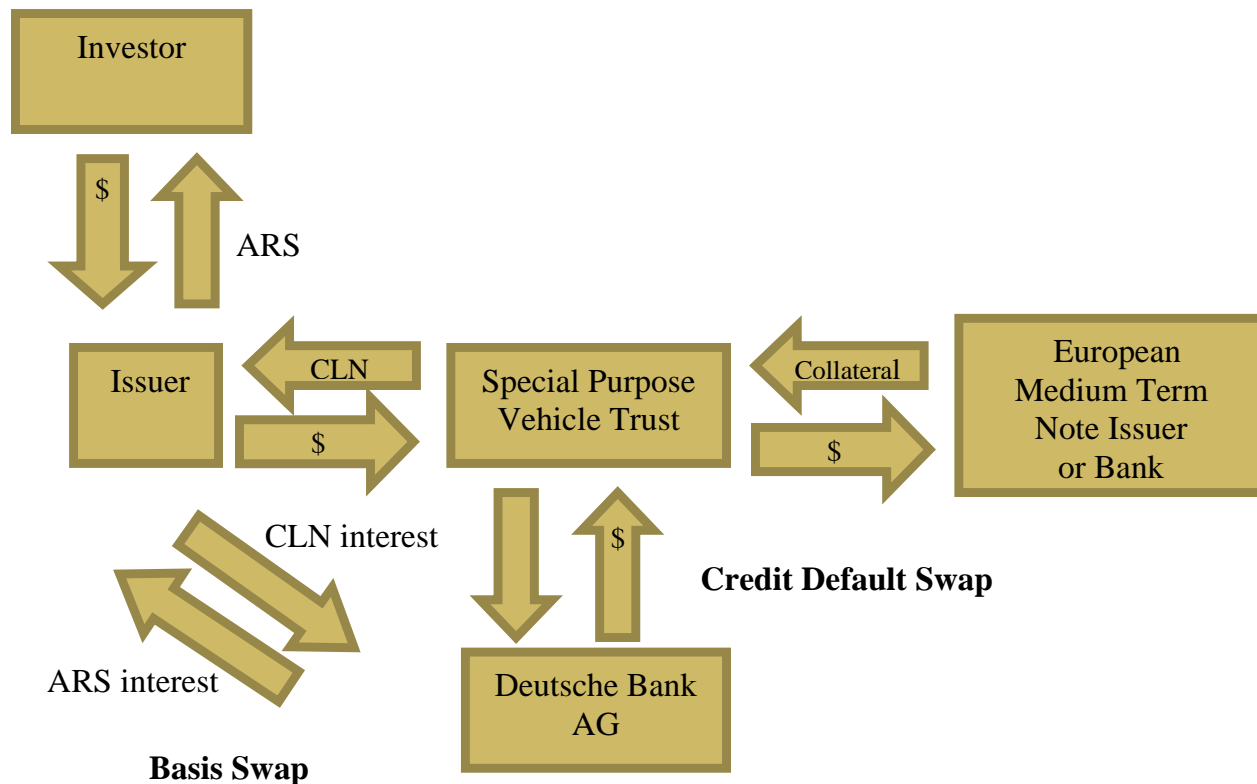 Investor
$
ARS
Issuer
CLN
$
Special Purpose
Vehicle Trust
Collateral
$
European
Medium Term
Note Issuer
or Bank
CLN interest
ARS interest
Basis Swap
$
Credit Default Swap
Deutsche Bank
AG